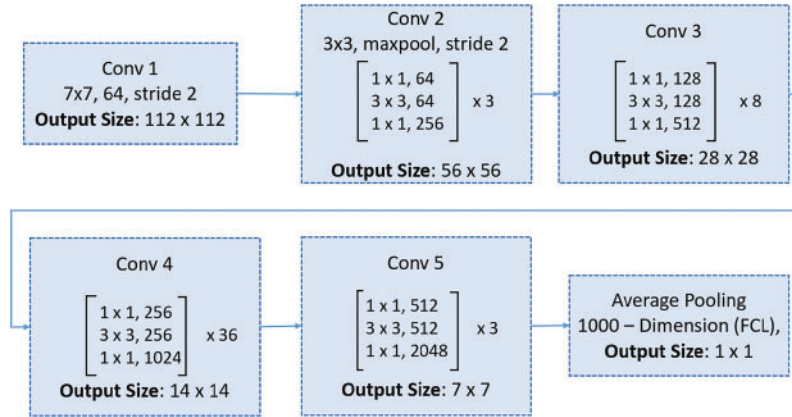 Conv 1
7x7, 64, stride 2
Output Size: 112 x 112
Conv 2
3x3, maxpool, stride 2
1 x 1, 64
3 x 3, 64
1 x 1, 256
x 3
Output Size: 56 x 56
Conv 3
1 x 1, 128
3 x 3, 128
1 x 1, 512
x 8
Output Size: 28 x 28
Conv 4
1 x 1, 256
3 x 3, 256
1 x 1, 1024
x 36
Output Size: 14 x 14
Conv 5
1 x 1, 512
3 x 3, 512
1 x 1, 2048
x 3
Output Size: 7 x 7
Average Pooling
1000 – Dimension (FCL),
Output Size: 1 x 1